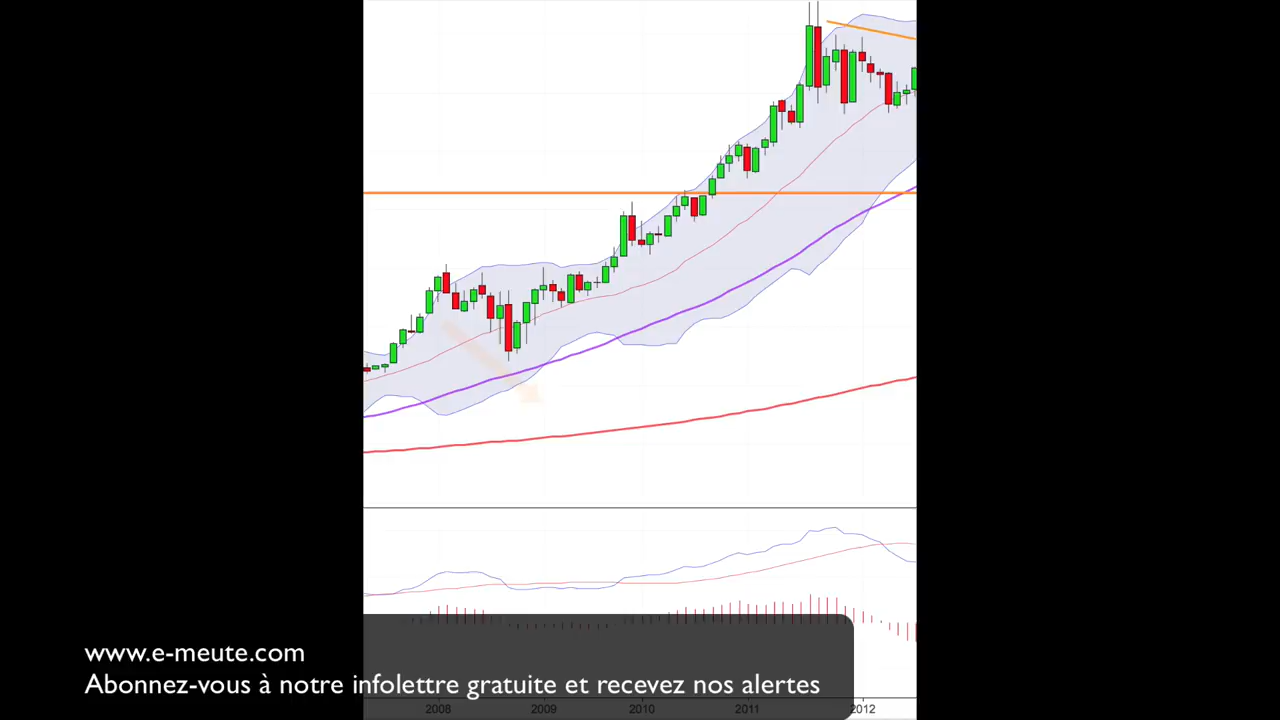 www.e-meute.com
Abonnez-vous à notre infolettre gratuite et recevez nos alertes
2008 2009 2010 2011 2012